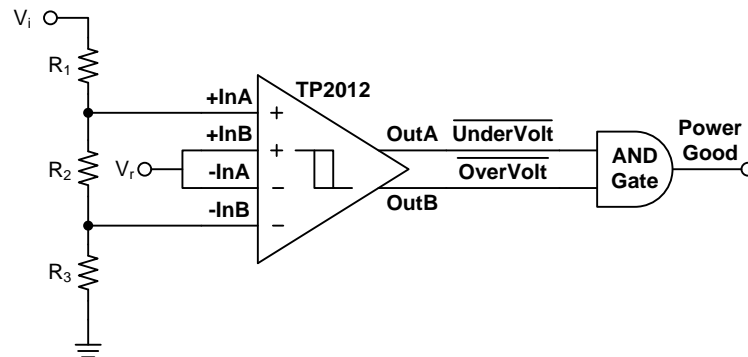 Vi
R1
TP2012
+InA
+
+InB
+
OutA
UnderVolt
Power
Good
AND
Gate
R2
Vr
-InA
−
OverVolt
OutB
-InB
−
R3